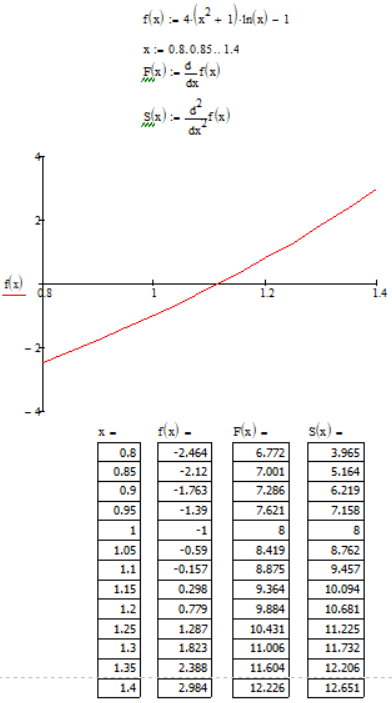 f(x) := 4·(x² + 1)·ln(x) − 1
x := 0.8, 0.85.. 1.4
F(x) := d/dx f(x)
S(x) := d²/dx² f(x)
4
2
f(x)
0.8 1 1.2 1.4
− 2
− 4
x = f(x) = F(x) = S(x) =
0.8 -2.464 6.772 3.965
0.85 -2.12 7.001 5.164
0.9 -1.763 7.286 6.219
0.95 -1.39 7.621 7.158
1 -1 8 8
1.05 -0.59 8.419 8.762
1.1 -0.157 8.875 9.457
1.15 0.298 9.364 10.094
1.2 0.779 9.884 10.681
1.25 1.287 10.431 11.225
1.3 1.823 11.006 11.732
1.35 2.388 11.604 12.206
1.4 2.984 12.226 12.651